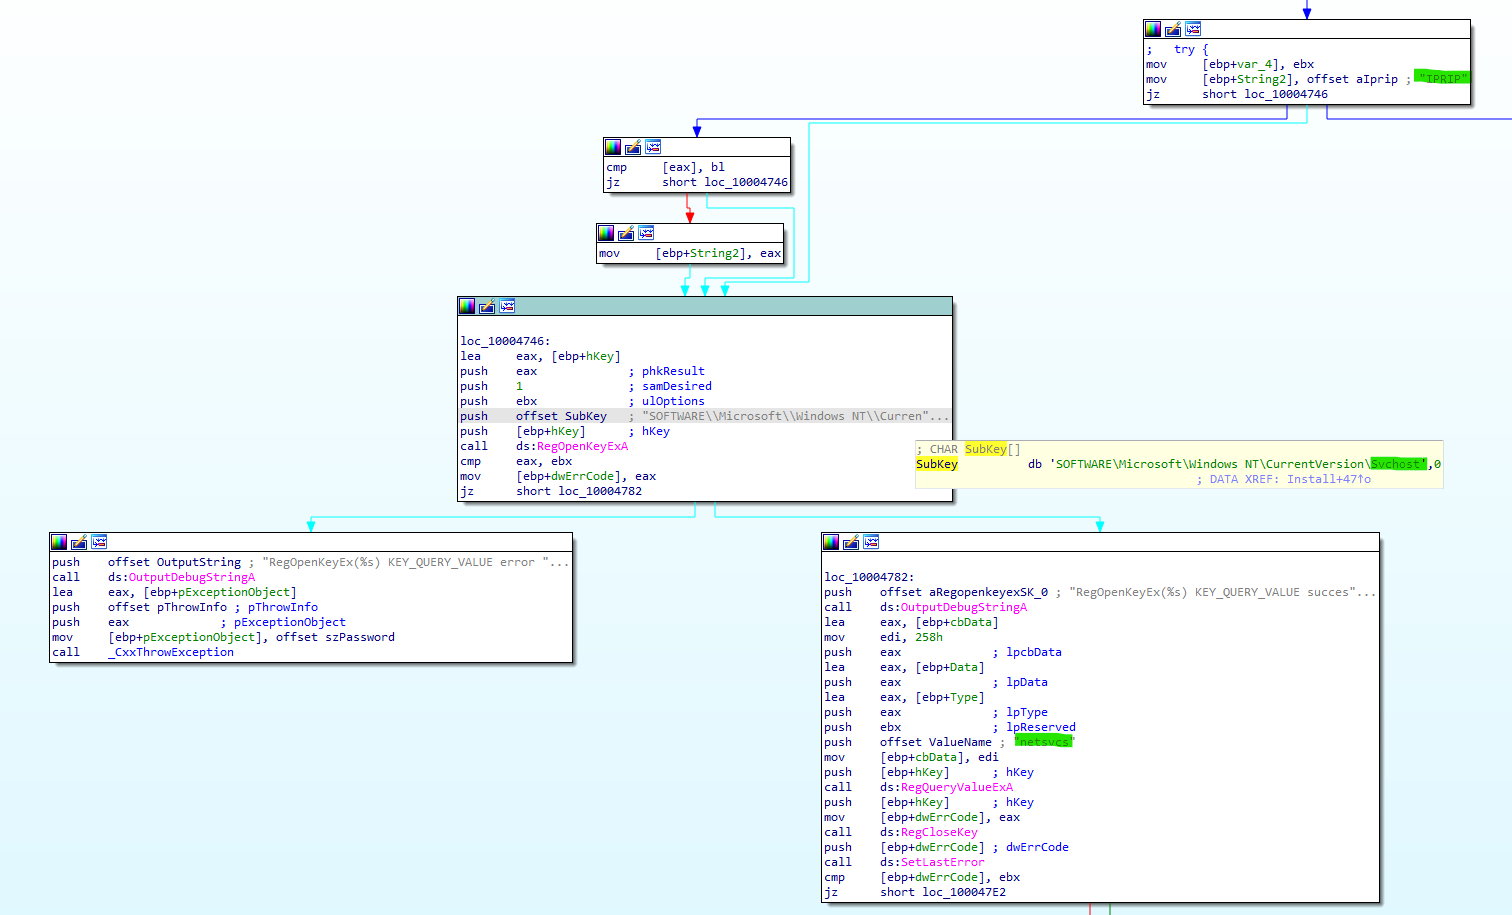 ;   try {
mov     [ebp+var_4], ebx
mov     [ebp+String2], offset aIprip ; "IPRIP"
jz      short loc_10004746
cmp     [eax], bl
jz      short loc_10004746
mov     [ebp+String2], eax
loc_10004746:
lea     eax, [ebp+hKey]
push    eax             ; phkResult
push    1               ; samDesired
push    ebx             ; ulOptions
push    offset SubKey   ; "SOFTWARE\\Microsoft\\Windows NT\\Curren"...
push    [ebp+hKey]      ; hKey
call    ds:RegOpenKeyExA
cmp     eax, ebx
mov     [ebp+dwErrCode], eax
jz      short loc_10004782
; CHAR SubKey[]
SubKey          db 'SOFTWARE\Microsoft\Windows NT\CurrentVersion\Svchost',0
; DATA XREF: Install+47↑o
push    offset OutputString ; "RegOpenKeyEx(%s) KEY_QUERY_VALUE error "...
call    ds:OutputDebugStringA
lea     eax, [ebp+pExceptionObject]
push    offset pThrowInfo ; pThrowInfo
push    eax             ; pExceptionObject
mov     [ebp+pExceptionObject], offset szPassword
call    _CxxThrowException
loc_10004782:
push    offset aRegopenkeyexSK_0 ; "RegOpenKeyEx(%s) KEY_QUERY_VALUE succes"...
call    ds:OutputDebugStringA
lea     eax, [ebp+cbData]
mov     edi, 258h
push    eax             ; lpcbData
lea     eax, [ebp+Data]
push    eax             ; lpData
lea     eax, [ebp+Type]
push    eax             ; lpType
push    ebx             ; lpReserved
push    offset ValueName ; "netsvcs"
mov     [ebp+cbData], edi
push    [ebp+hKey]      ; hKey
call    ds:RegQueryValueExA
push    [ebp+hKey]      ; hKey
mov     [ebp+dwErrCode], eax
call    ds:RegCloseKey
push    [ebp+dwErrCode] ; dwErrCode
call    ds:SetLastError
cmp     [ebp+dwErrCode], ebx
jz      short loc_100047E2